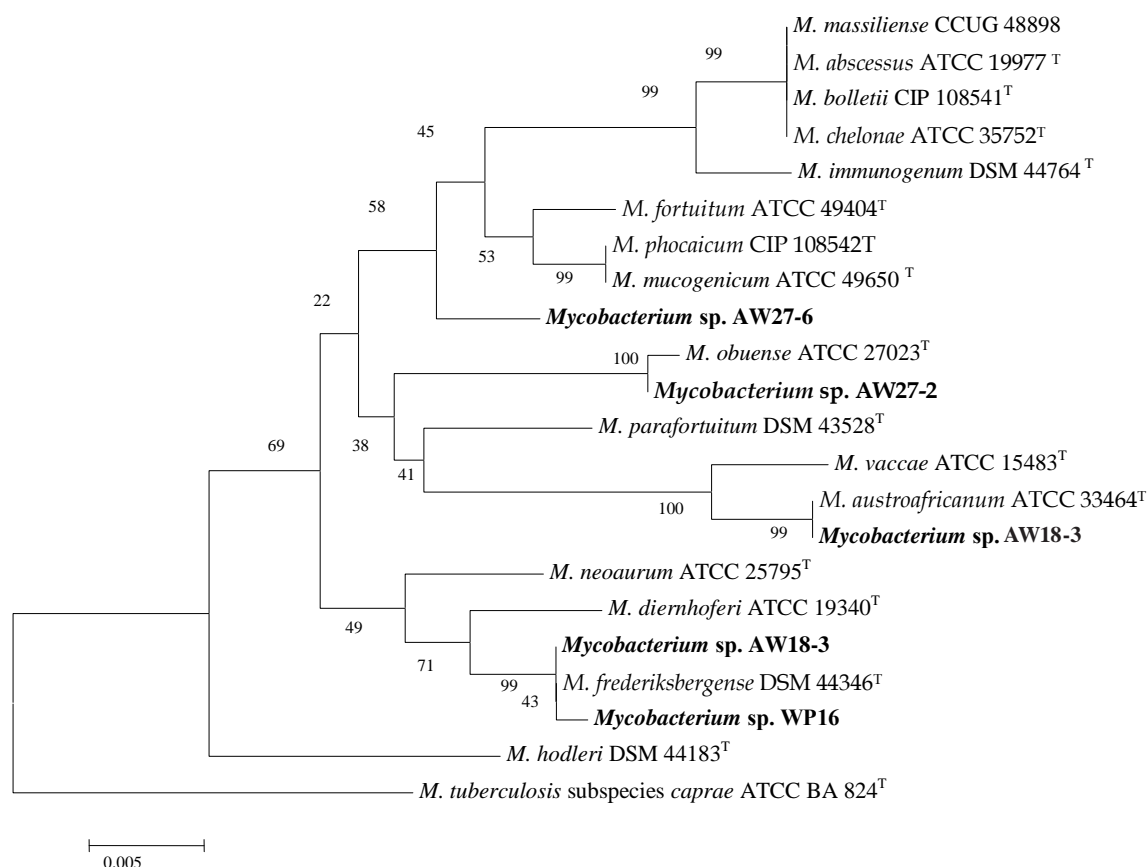 M. massiliense CCUG 48898
99
M. abscessus ATCC 19977 T
99
M. bolletii CIP 108541T
45
M. chelonae ATCC 35752T
M. immunogenum DSM 44764 T
58
M. fortuitum ATCC 49404T
M. phocaicum CIP 108542T
53
99
M. mucogenicum ATCC 49650 T
22
Mycobacterium sp. AW27-6
100
M. obuense ATCC 27023T
Mycobacterium sp. AW27-2
M. parafortuitum DSM 43528T
69
38
41
M. vaccae ATCC 15483T
100
M. austroafricanum ATCC 33464T
99
Mycobacterium sp. AW18-3
M. neoaurum ATCC 25795T
49
M. diernhoferi ATCC 19340T
71
Mycobacterium sp. AW18-3
99
M. frederiksbergense DSM 44346T
43
Mycobacterium sp. WP16
M. hodleri DSM 44183T
M. tuberculosis subspecies caprae ATCC BA 824T
0.005